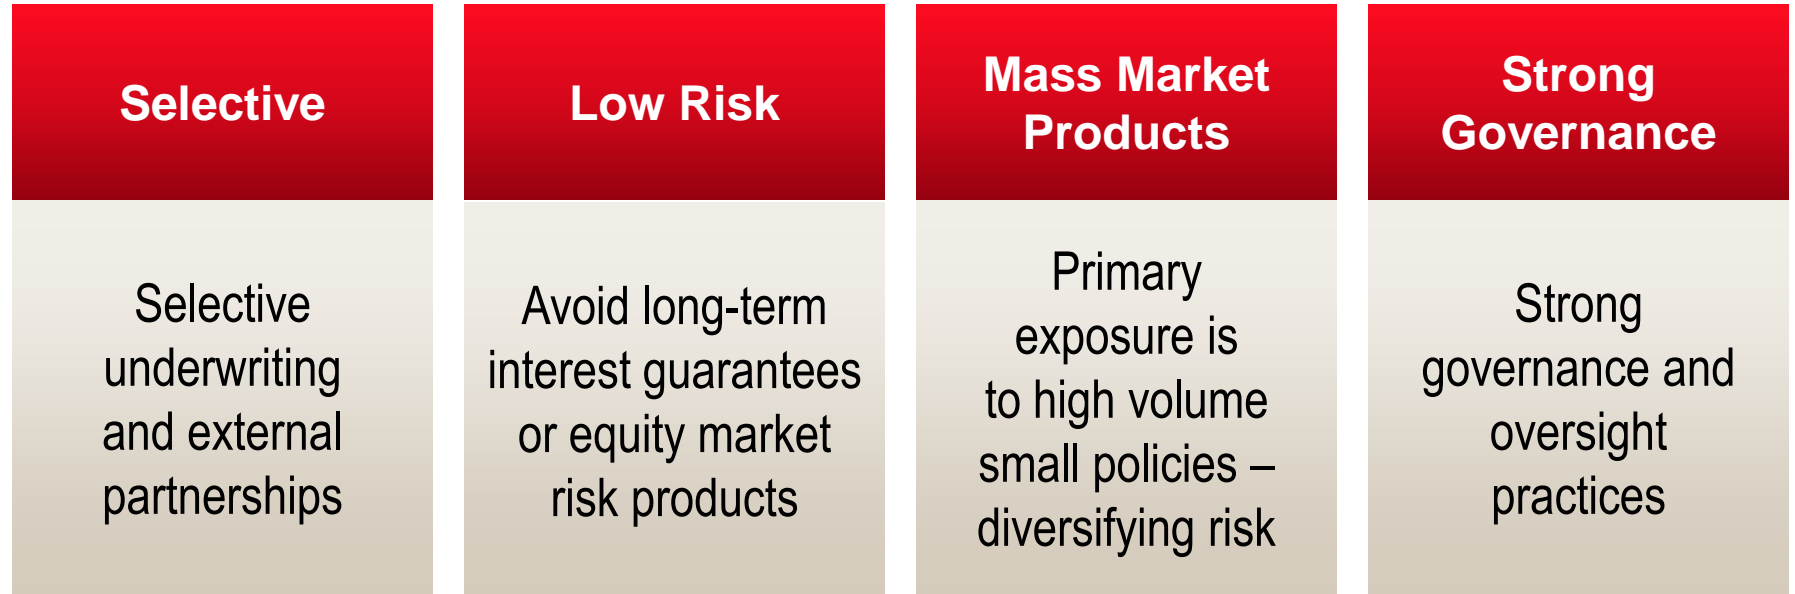 Selective
Selective
underwriting
and external
partnerships
Low Risk
Avoid long-term
interest guarantees
or equity market
risk products
Mass Market
Products
Primary
exposure is
to high volume
small policies –
diversifying risk
Strong
Governance
Strong
governance and
oversight
practices